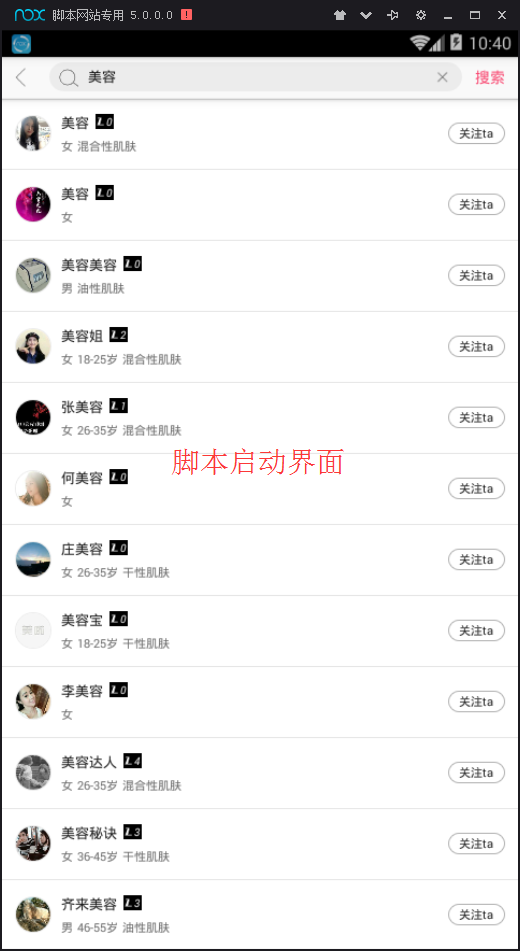 nox 脚本网站专用 5.0.0.0
10:40
美容 搜索
美容 L0
女 混合性肌肤
关注ta
美容 L0
女
关注ta
美容美容 L0
男 油性肌肤
关注ta
美容姐 L2
女 18-25岁 混合性肌肤
关注ta
张美容 L1
女 26-35岁 混合性肌肤
关注ta
脚本启动界面
何美容 L0
女
关注ta
庄美容 L0
女 26-35岁 干性肌肤
关注ta
美容宝 L0
女 18-25岁 干性肌肤
关注ta
李美容 L0
女
关注ta
美容达人 L4
女 26-35岁 混合性肌肤
关注ta
美容秘诀 L3
女 36-45岁 干性肌肤
关注ta
齐来美容 L3
男 46-55岁 油性肌肤
关注ta